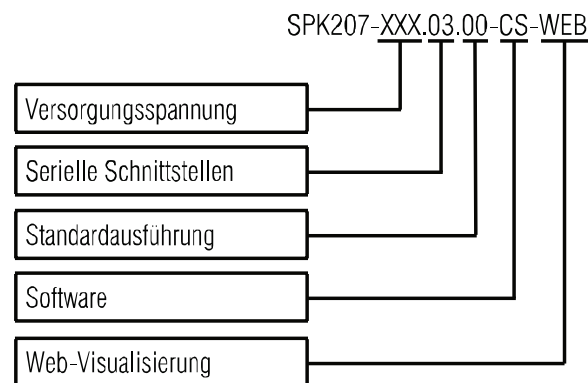 SPK207-XXX.03.00-CS-WEB
Versorgungsspannung
Serielle Schnittstellen
Standardausführung
Software
Web-Visualisierung